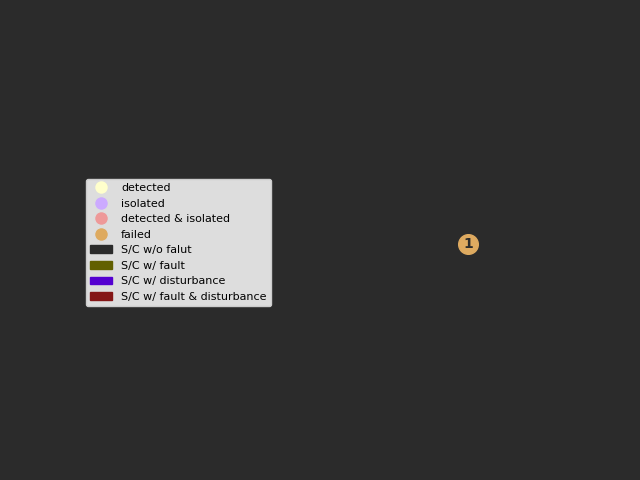 detected
isolated
detected & isolated
failed
S/C w/o falut
S/C w/ fault
S/C w/ disturbance
S/C w/ fault & disturbance
1